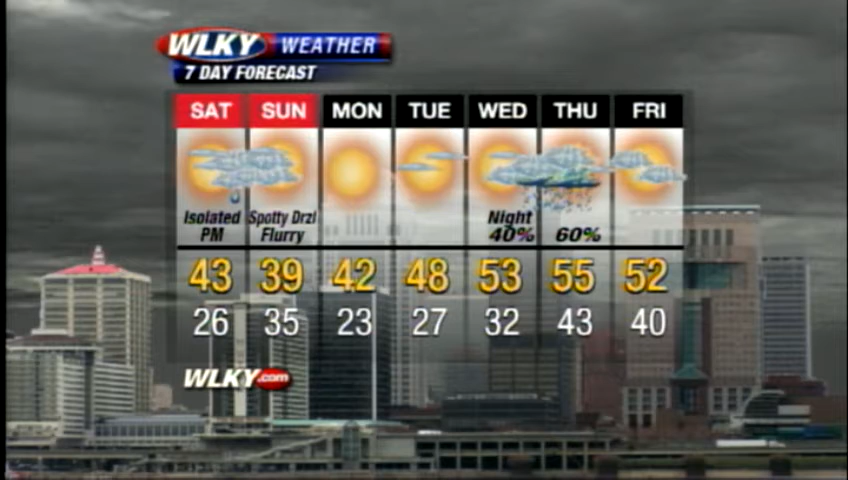 WLKY WEATHER
7 DAY FORECAST
SAT SUN MON TUE WED THU FRI
Isolated Spotty Drzl Night
PM Flurry 40% 60%
43 39 42 48 53 55 52
26 35 23 27 32 43 40
WLKY.com